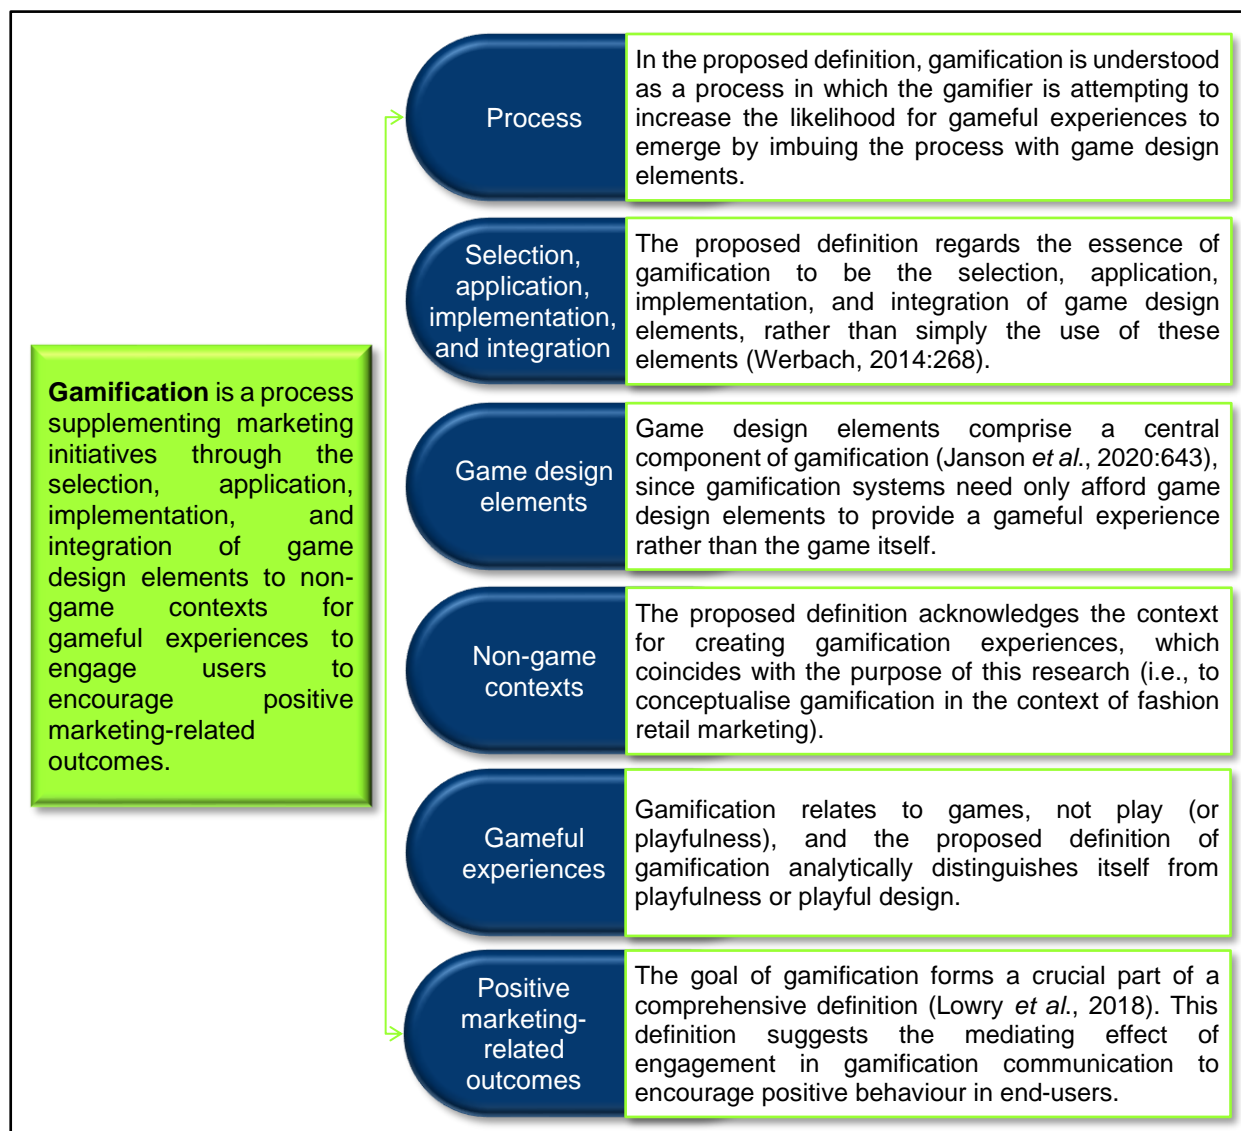 Gamification is a process
supplementing marketing
initiatives through the
selection, application,
implementation, and
integration of game
design elements to non-
game contexts for
gameful experiences to
engage users to
encourage positive
marketing-related
outcomes.
Process
In the proposed definition, gamification is understood
as a process in which the gamifier is attempting to
increase the likelihood for gameful experiences to
emerge by imbuing the process with game design
elements.
Selection,
application,
implementation,
and integration
The proposed definition regards the essence of
gamification to be the selection, application,
implementation, and integration of game design
elements, rather than simply the use of these
elements (Werbach, 2014:268).
Game design
elements
Game design elements comprise a central
component of gamification (Janson et al., 2020:643),
since gamification systems need only afford game
design elements to provide a gameful experience
rather than the game itself.
Non-game
contexts
The proposed definition acknowledges the context
for creating gamification experiences, which
coincides with the purpose of this research (i.e., to
conceptualise gamification in the context of fashion
retail marketing).
Gameful
experiences
Gamification relates to games, not play (or
playfulness), and the proposed definition of
gamification analytically distinguishes itself from
playfulness or playful design.
Positive
marketing-
related
outcomes
The goal of gamification forms a crucial part of a
comprehensive definition (Lowry et al., 2018). This
definition suggests the mediating effect of
engagement in gamification communication to
encourage positive behaviour in end-users.